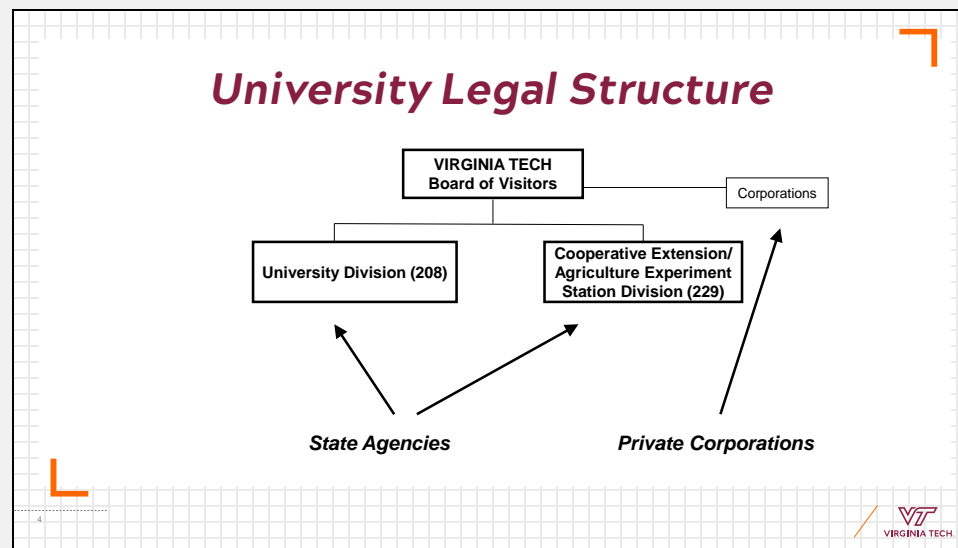 University Legal Structure
VIRGINIA TECH
Board of Visitors
Corporations
University Division (208)
Cooperative Extension/
Agriculture Experiment
Station Division (229)
State Agencies
Private Corporations
4
VT
VIRGINIA TECH